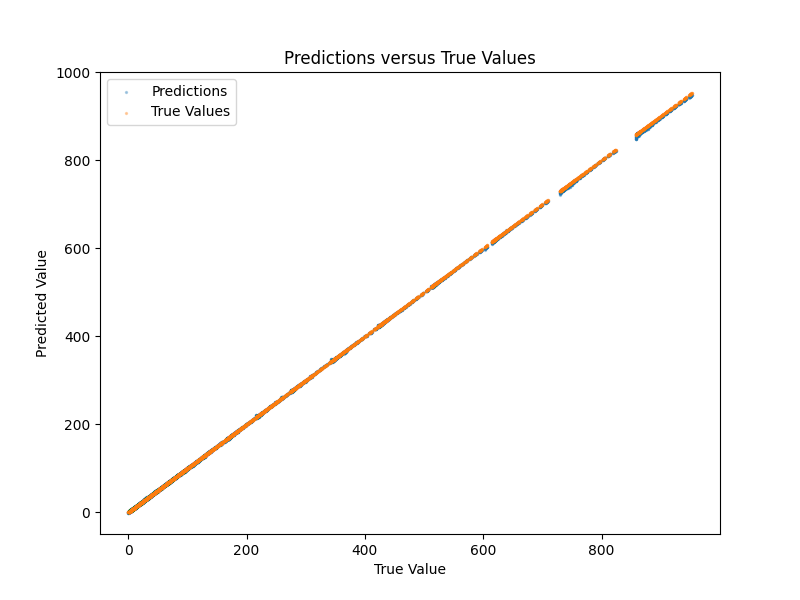 Predictions versus True Values
Predictions
True Values
1000
800
600
400
200
0
Predicted Value
0 200 400 600 800
True Value